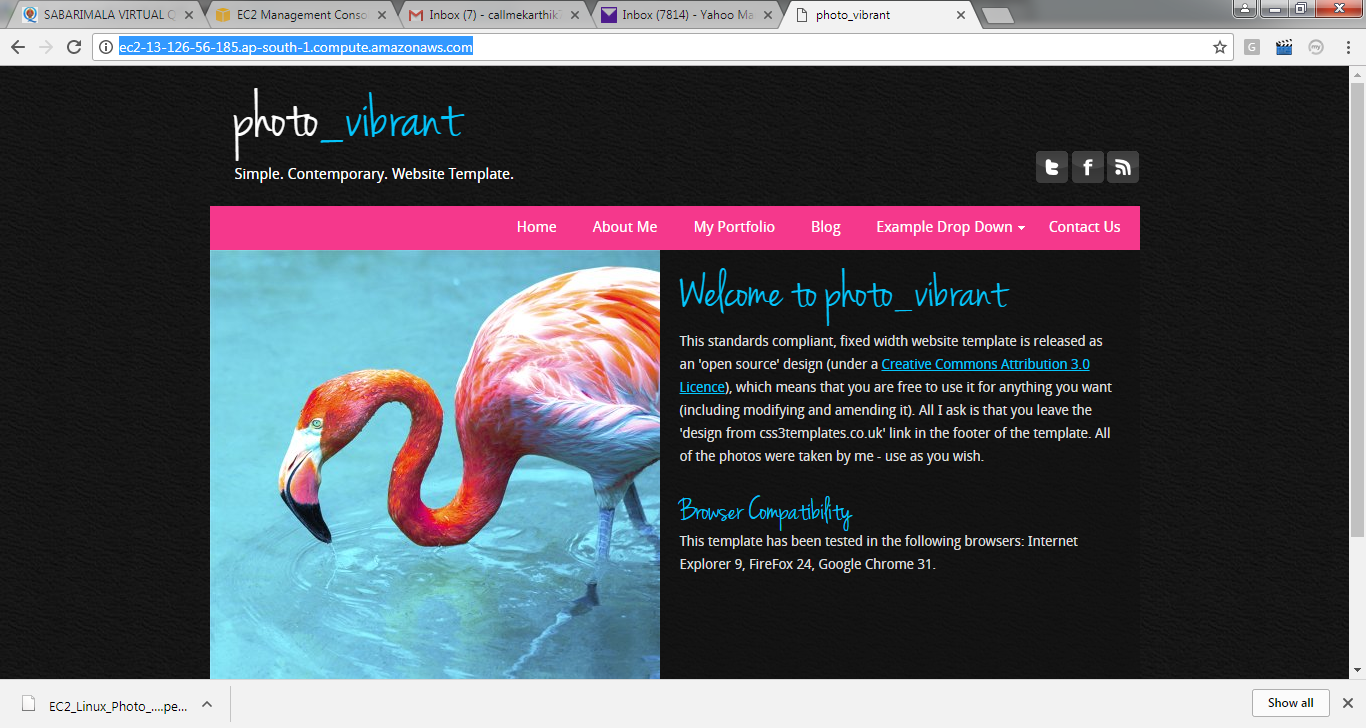 SABARIMALA VIRTUAL Q
EC2 Management Conso
Inbox (7) - callmekarthik
Inbox (7814) - Yahoo Ma
photo_vibrant
ec2-13-126-56-185.ap-south-1.compute.amazonaws.com
photo_vibrant
Simple. Contemporary. Website Template.
Home About Me My Portfolio Blog Example Drop Down Contact Us
Welcome to photo_vibrant
This standards compliant, fixed width website template is released as
an 'open source' design (under a Creative Commons Attribution 3.0
Licence), which means that you are free to use it for anything you want
(including modifying and amending it). All I ask is that you leave the
'design from css3templates.co.uk' link in the footer of the template. All
of the photos were taken by me - use as you wish.
Browser Compatibility
This template has been tested in the following browsers: Internet
Explorer 9, FireFox 24, Google Chrome 31.
EC2_Linux_Photo_....pe...
Show all